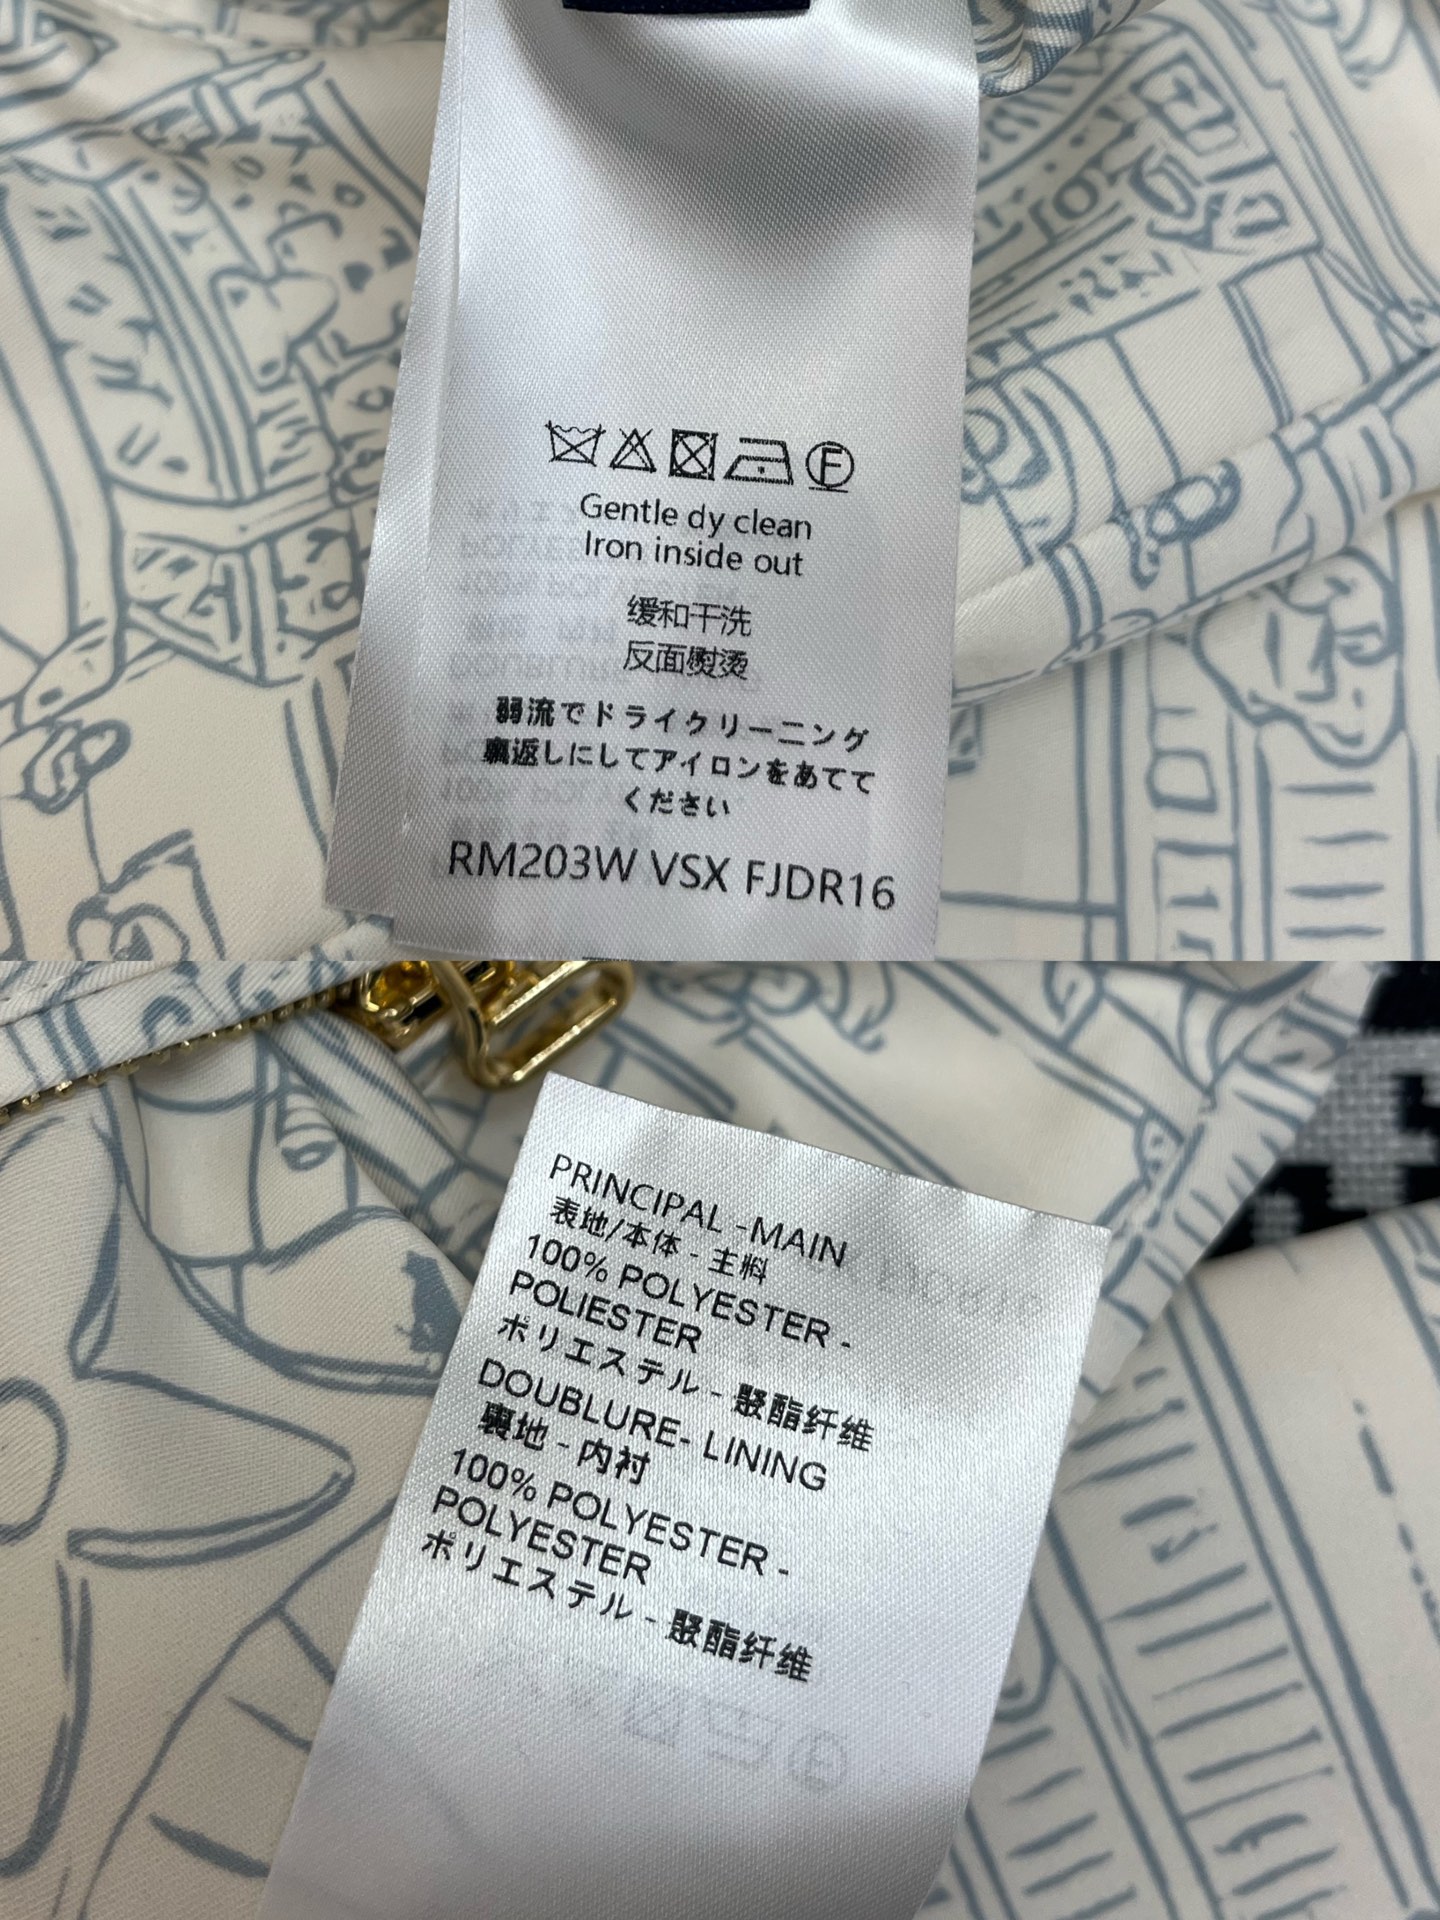 Gentle dy clean
Iron inside out
缓和干洗
反面熨烫
弱流でドライクリーニング
裏返しにしてアイロンをあてて
ください
RM203W VSX FJDR16
PRINCIPAL -MAIN
表地/本体 - 主料
100% POLYESTER -
POLIESTER
ポリエステル - 聚酯纤维
DOUBLURE- LINING
裏地 - 内衬
100% POLYESTER -
POLYESTER
ポリエステル - 聚酯纤维